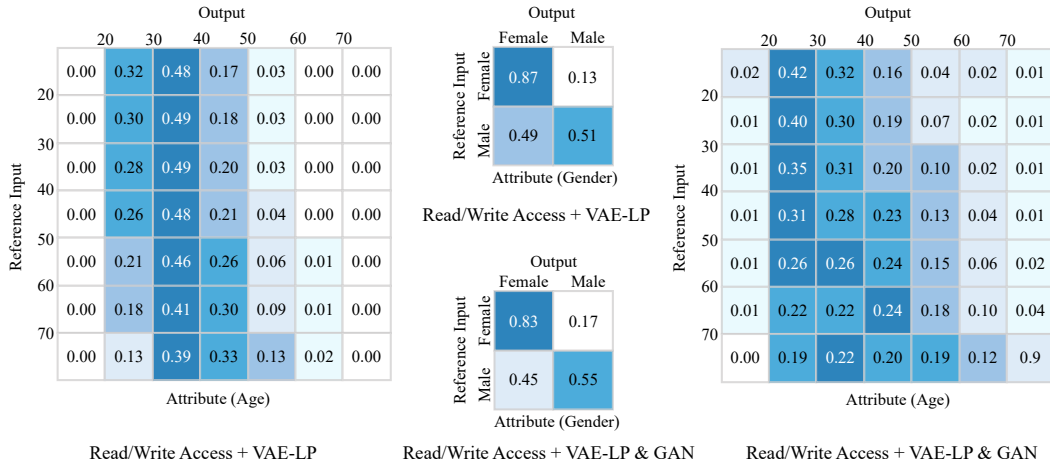 Output
20 30 40 50 60 70
0.00 0.32 0.48 0.17 0.03 0.00 0.00
20
0.00 0.30 0.49 0.18 0.03 0.00 0.00
30
0.00 0.28 0.49 0.20 0.03 0.00 0.00
40
0.00 0.26 0.48 0.21 0.04 0.00 0.00
50
0.00 0.21 0.46 0.26 0.06 0.01 0.00
60
0.00 0.18 0.41 0.30 0.09 0.01 0.00
70
0.00 0.13 0.39 0.33 0.13 0.02 0.00
Reference Input
Attribute (Age)
Read/Write Access + VAE-LP
Output
Female Male
Reference Input
Female
0.87 0.13
Male
0.49 0.51
Attribute (Gender)
Read/Write Access + VAE-LP
Output
Female Male
Reference Input
Female
0.83 0.17
Male
0.45 0.55
Attribute (Gender)
Read/Write Access + VAE-LP & GAN
Output
20 30 40 50 60 70
0.02 0.42 0.32 0.16 0.04 0.02 0.01
20
0.01 0.40 0.30 0.19 0.07 0.02 0.01
30
0.01 0.35 0.31 0.20 0.10 0.02 0.01
40
0.01 0.31 0.28 0.23 0.13 0.04 0.01
50
0.01 0.26 0.26 0.24 0.15 0.06 0.02
60
0.01 0.22 0.22 0.24 0.18 0.10 0.04
70
0.00 0.19 0.22 0.20 0.19 0.12 0.9
Reference Input
Attribute (Age)
Read/Write Access + VAE-LP & GAN